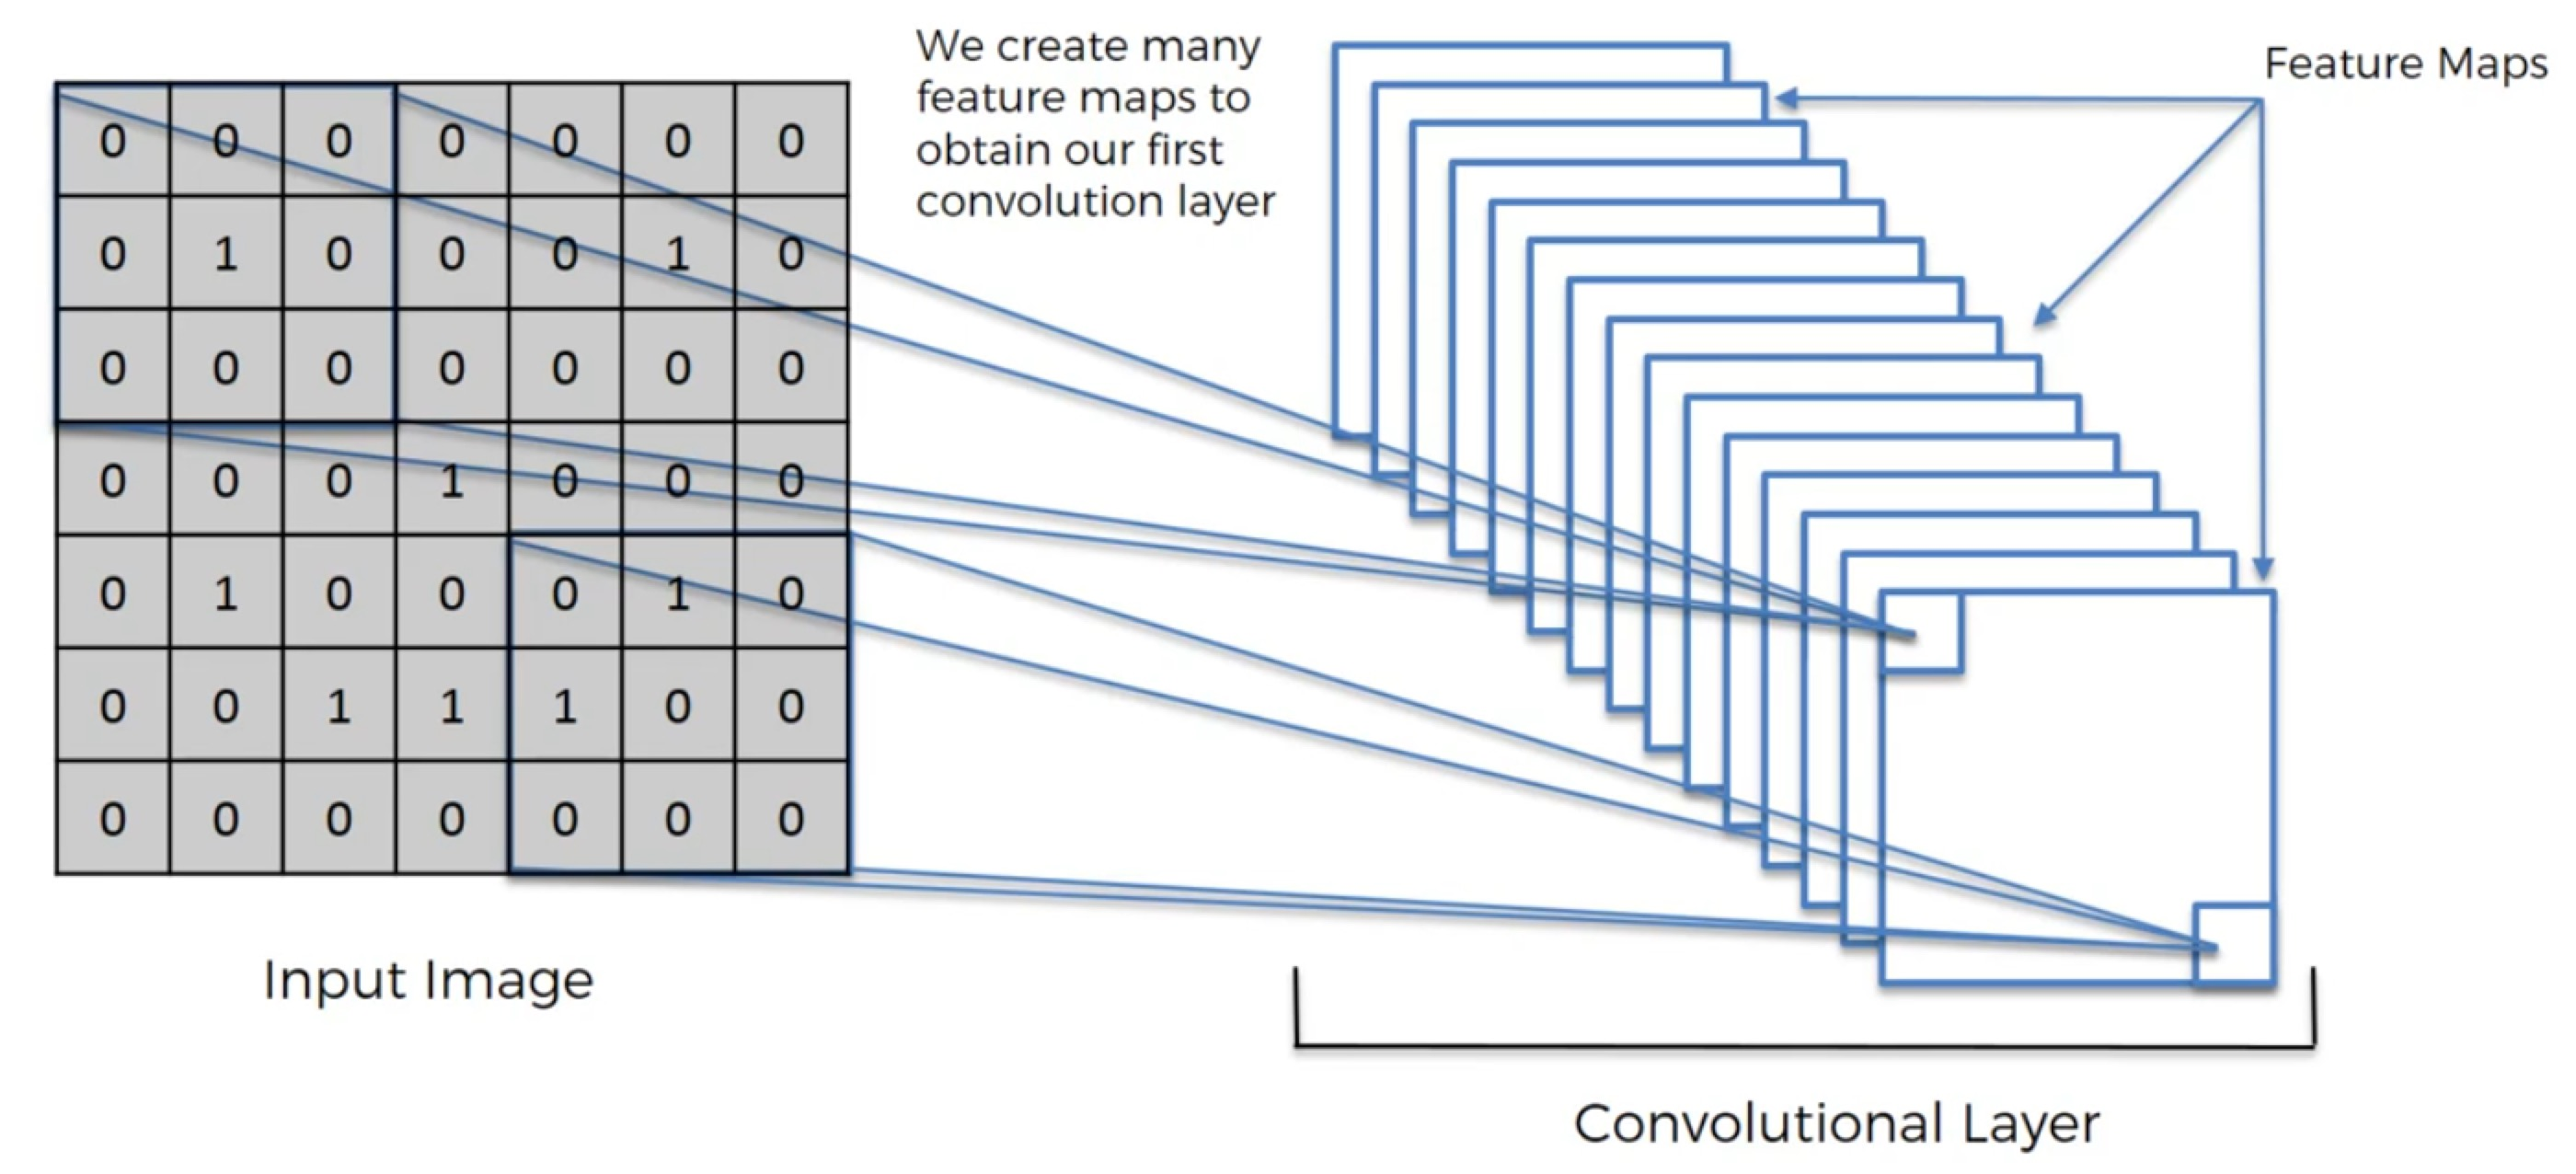 We create many
feature maps to
obtain our first
convolution layer
Feature Maps
0 0 0 0 0 0 0
0 1 0 0 0 1 0
0 0 0 0 0 0 0
0 0 0 1 0 0 0
0 1 0 0 0 1 0
0 0 1 1 1 0 0
0 0 0 0 0 0 0
Input Image
Convolutional Layer